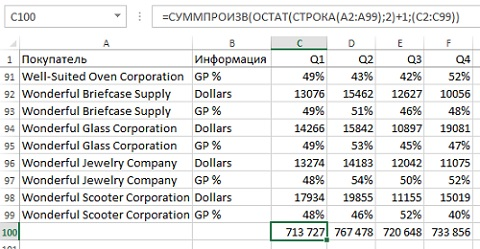 C100 =СУММПРОИЗВ(ОСТАТ(СТРОКА(A2:A99);2)+1;(C2:C99))
A B C D E F
1 Покупатель Информация Q1 Q2 Q3 Q4
91 Well-Suited Oven Corporation GP % 49% 43% 42% 52%
92 Wonderful Briefcase Supply Dollars 13076 15462 12627 10056
93 Wonderful Briefcase Supply GP % 49% 51% 46% 48%
94 Wonderful Glass Corporation Dollars 14266 15842 10897 19081
95 Wonderful Glass Corporation GP % 49% 53% 45% 47%
96 Wonderful Jewelry Company Dollars 13274 14183 12042 11075
97 Wonderful Jewelry Company GP % 48% 54% 50% 52%
98 Wonderful Scooter Corporation Dollars 17934 19855 11155 15019
99 Wonderful Scooter Corporation GP % 48% 46% 52% 40%
100 713 727 767 478 720 648 733 856